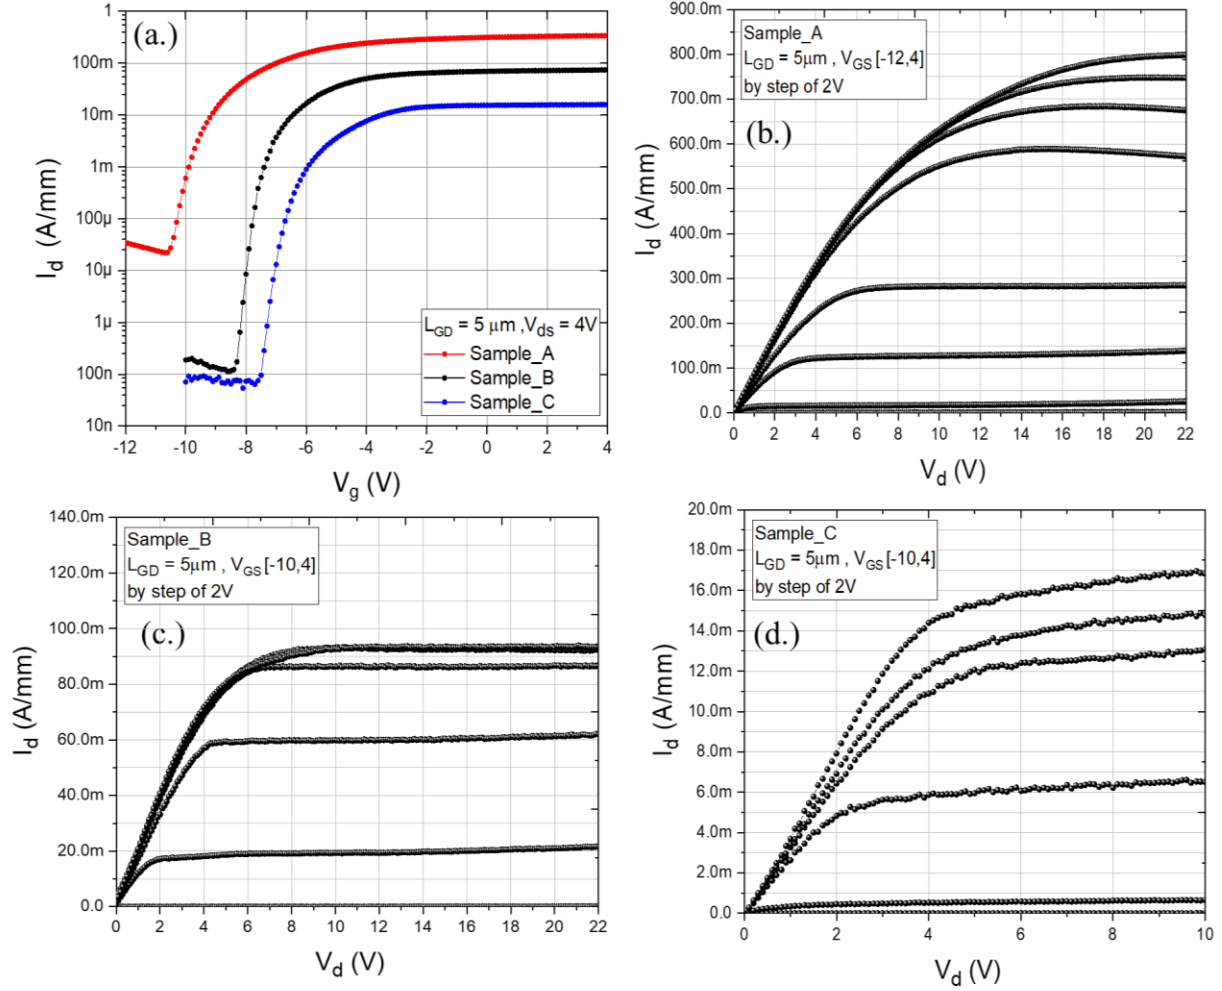 (a.)
1
100m
10m
1m
100µ
10µ
1µ
100n
10n
I_d (A/mm)
-12 -10 -8 -6 -4 -2 0 2 4
V_g (V)
L_GD = 5 µm ,V_ds = 4V
Sample_A
Sample_B
Sample_C
(b.)
Sample_A
L_GD = 5µm , V_GS [-12,4]
by step of 2V
900.0m
800.0m
700.0m
600.0m
500.0m
400.0m
300.0m
200.0m
100.0m
0.0
I_d (A/mm)
0 2 4 6 8 10 12 14 16 18 20 22
V_d (V)
(c.)
Sample_B
L_GD = 5µm , V_GS [-10,4]
by step of 2V
140.0m
120.0m
100.0m
80.0m
60.0m
40.0m
20.0m
0.0
I_d (A/mm)
0 2 4 6 8 10 12 14 16 18 20 22
V_d (V)
(d.)
Sample_C
L_GD = 5µm , V_GS [-10,4]
by step of 2V
20.0m
18.0m
16.0m
14.0m
12.0m
10.0m
8.0m
6.0m
4.0m
2.0m
0.0
I_d (A/mm)
0 2 4 6 8 10
V_d (V)